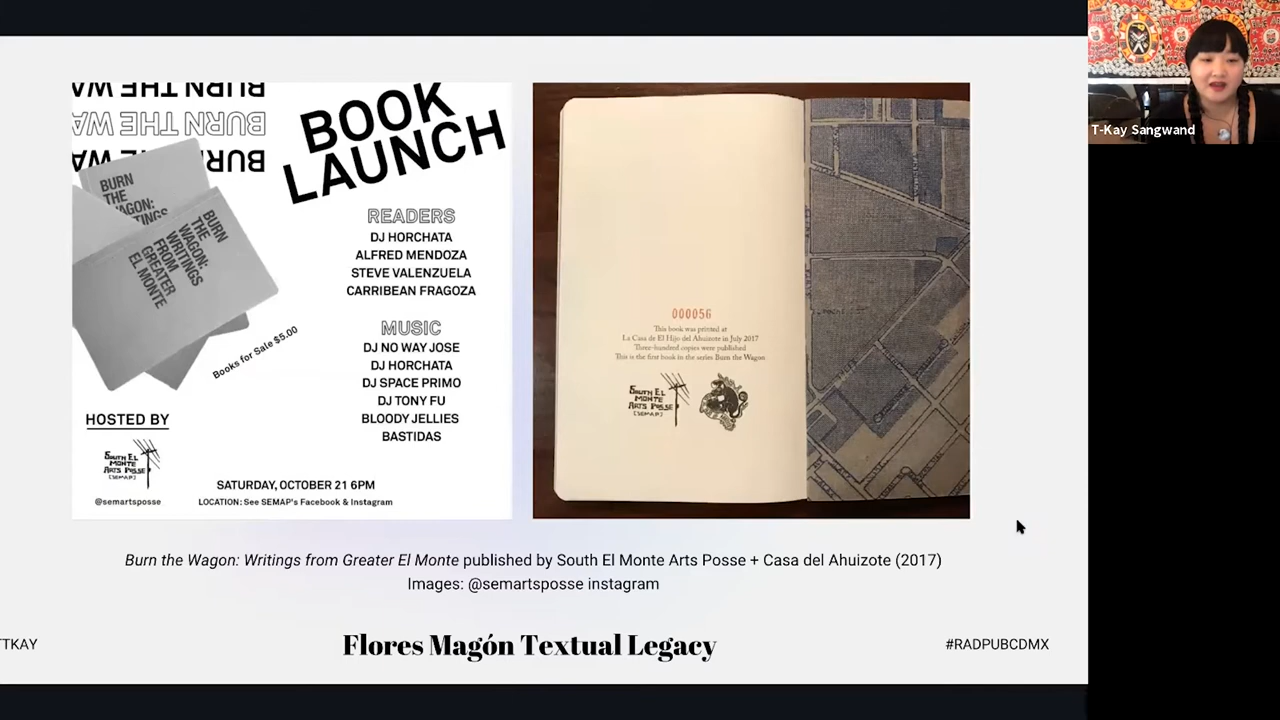 BURN THE WA
BURN THE WA
BURN THE WA
BOOK
LAUNCH
BURN
THE
WAGON:
WRITINGS
FROM
GREATER
EL MONTE
Books for Sale $5.00
READERS
DJ HORCHATA
ALFRED MENDOZA
STEVE VALENZUELA
CARRIBEAN FRAGOZA
MUSIC
DJ NO WAY JOSE
DJ HORCHATA
DJ SPACE PRIMO
DJ TONY FU
BLOODY JELLIES
BASTIDAS
HOSTED BY
SOUTH EL
MONTE
ARTS POSSE
[SEMAP]
@semartsposse
SATURDAY, OCTOBER 21 6PM
LOCATION: See SEMAP's Facebook & Instagram
000056
This book was printed at
La Casa de El Hijo del Ahuizote in July 2017
Three-hundred copies were published
This is the first book in the series Burn the Wagon
SOUTH EL
MONTE
ARTS POSSE
[SEMAP]
T-Kay Sangwand
Burn the Wagon: Writings from Greater El Monte published by South El Monte Arts Posse + Casa del Ahuizote (2017)
Images: @semartsposse instagram
TTKAY
Flores Magón Textual Legacy
#RADPUBCDMX